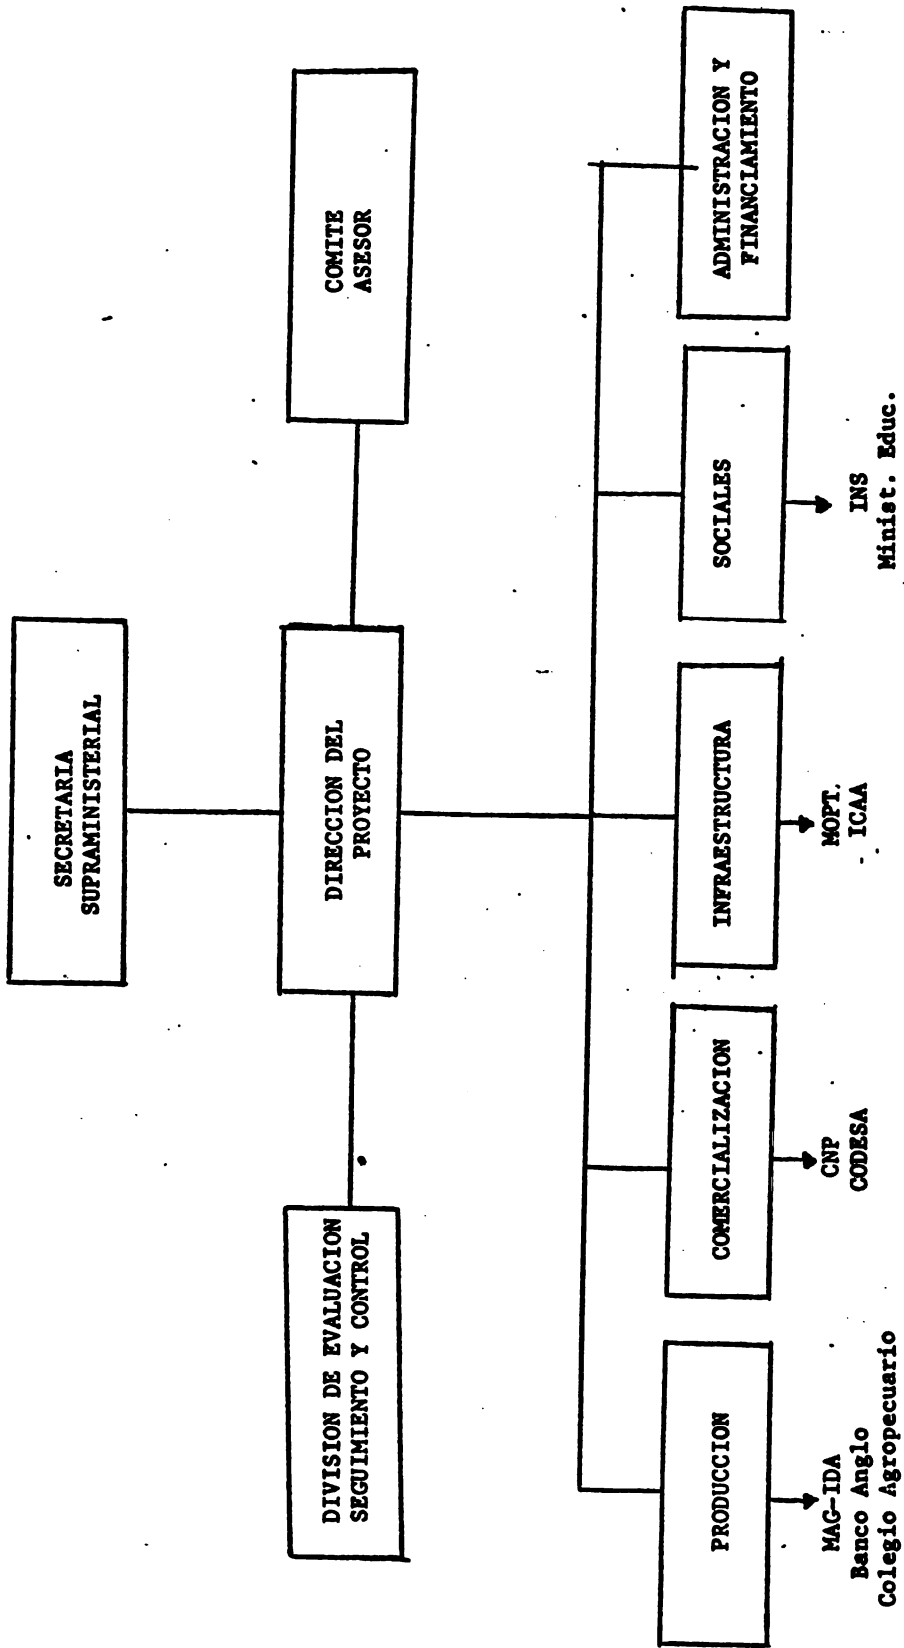 SECRETARIA
SUPRAMINISTERIAL
DIVISION DE EVALUACION
SEGUIMIENTO Y CONTROL
DIRECCION DEL
PROYECTO
COMITE
ASESOR
PRODUCCION
COMERCIALIZACION
INFRAESTRUCTURA
SOCIALES
ADMINISTRACION Y
FINANCIAMIENTO
MAG-IDA
Banco Anglo
Colegio Agropecuario
CNP
CODESA
MOPT.
ICAA
INS
Minist. Educ.